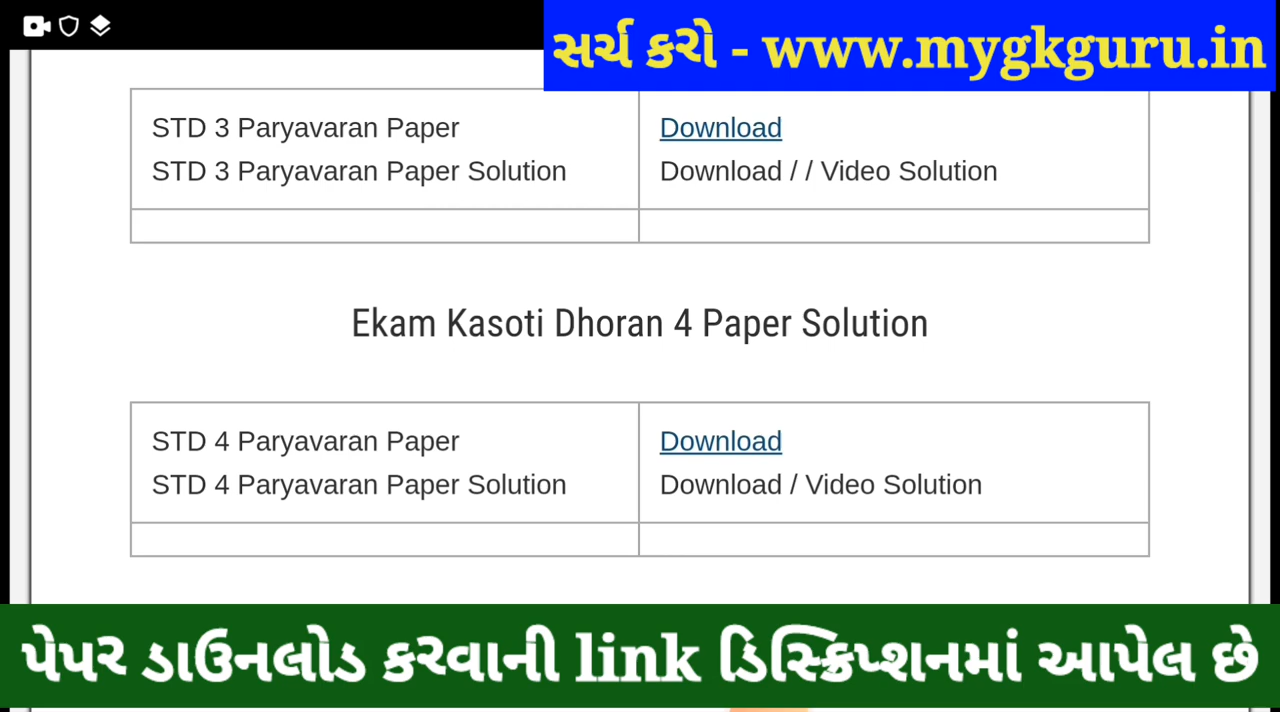 સર્ચ કરો - www.mygkguru.in
STD 3 Paryavaran Paper
Download
STD 3 Paryavaran Paper Solution
Download / / Video Solution
Ekam Kasoti Dhoran 4 Paper Solution
STD 4 Paryavaran Paper
Download
STD 4 Paryavaran Paper Solution
Download / Video Solution
પેપર ડાઉનલોડ કરવાની link ડિસ્ક્રિપ્શનમાં આપેલ છે